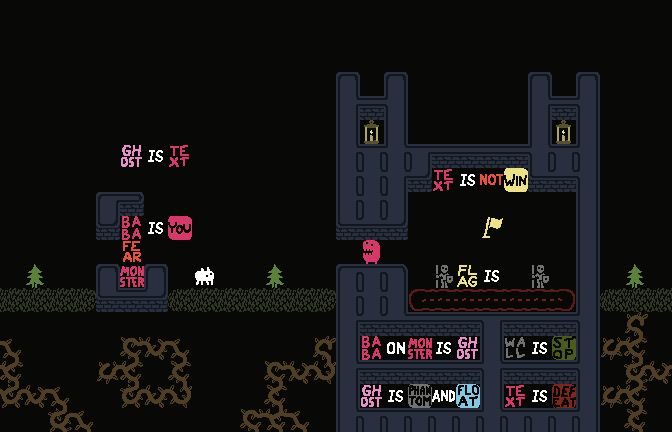 GHOST IS TEXT
TEXT IS NOT WIN
BABA IS YOU
FEAR
MONSTER
FLAG IS
BABA ON MONSTER IS GHOST
WALL IS STOP
GHOST IS PHANTOM AND FLOAT
TEXT IS DEFEAT